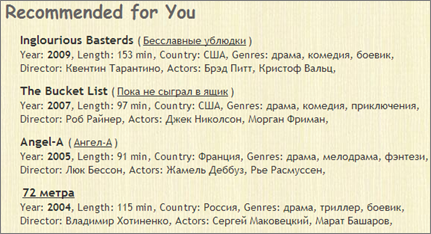 Recommended for You
Inglourious Basterds ( Бесславные ублюдки )
Year: 2009, Length: 153 min, Country: США, Genres: драма, комедия, боевик,
Director: Квентин Тарантино, Actors: Брэд Питт, Кристоф Вальц,
The Bucket List ( Пока не сыграл в ящик )
Year: 2007, Length: 97 min, Country: США, Genres: драма, комедия, приключения,
Director: Роб Райнер, Actors: Джек Николсон, Морган Фриман,
Angel-A ( Ангел-А )
Year: 2005, Length: 91 min, Country: Франция, Genres: драма, мелодрама, фэнтези,
Director: Люк Бессон, Actors: Жамель Деббуз, Рье Расмуссен,
72 метра
Year: 2004, Length: 115 min, Country: Россия, Genres: драма, триллер, боевик,
Director: Владимир Хотиненко, Actors: Сергей Маковецкий, Марат Башаров,